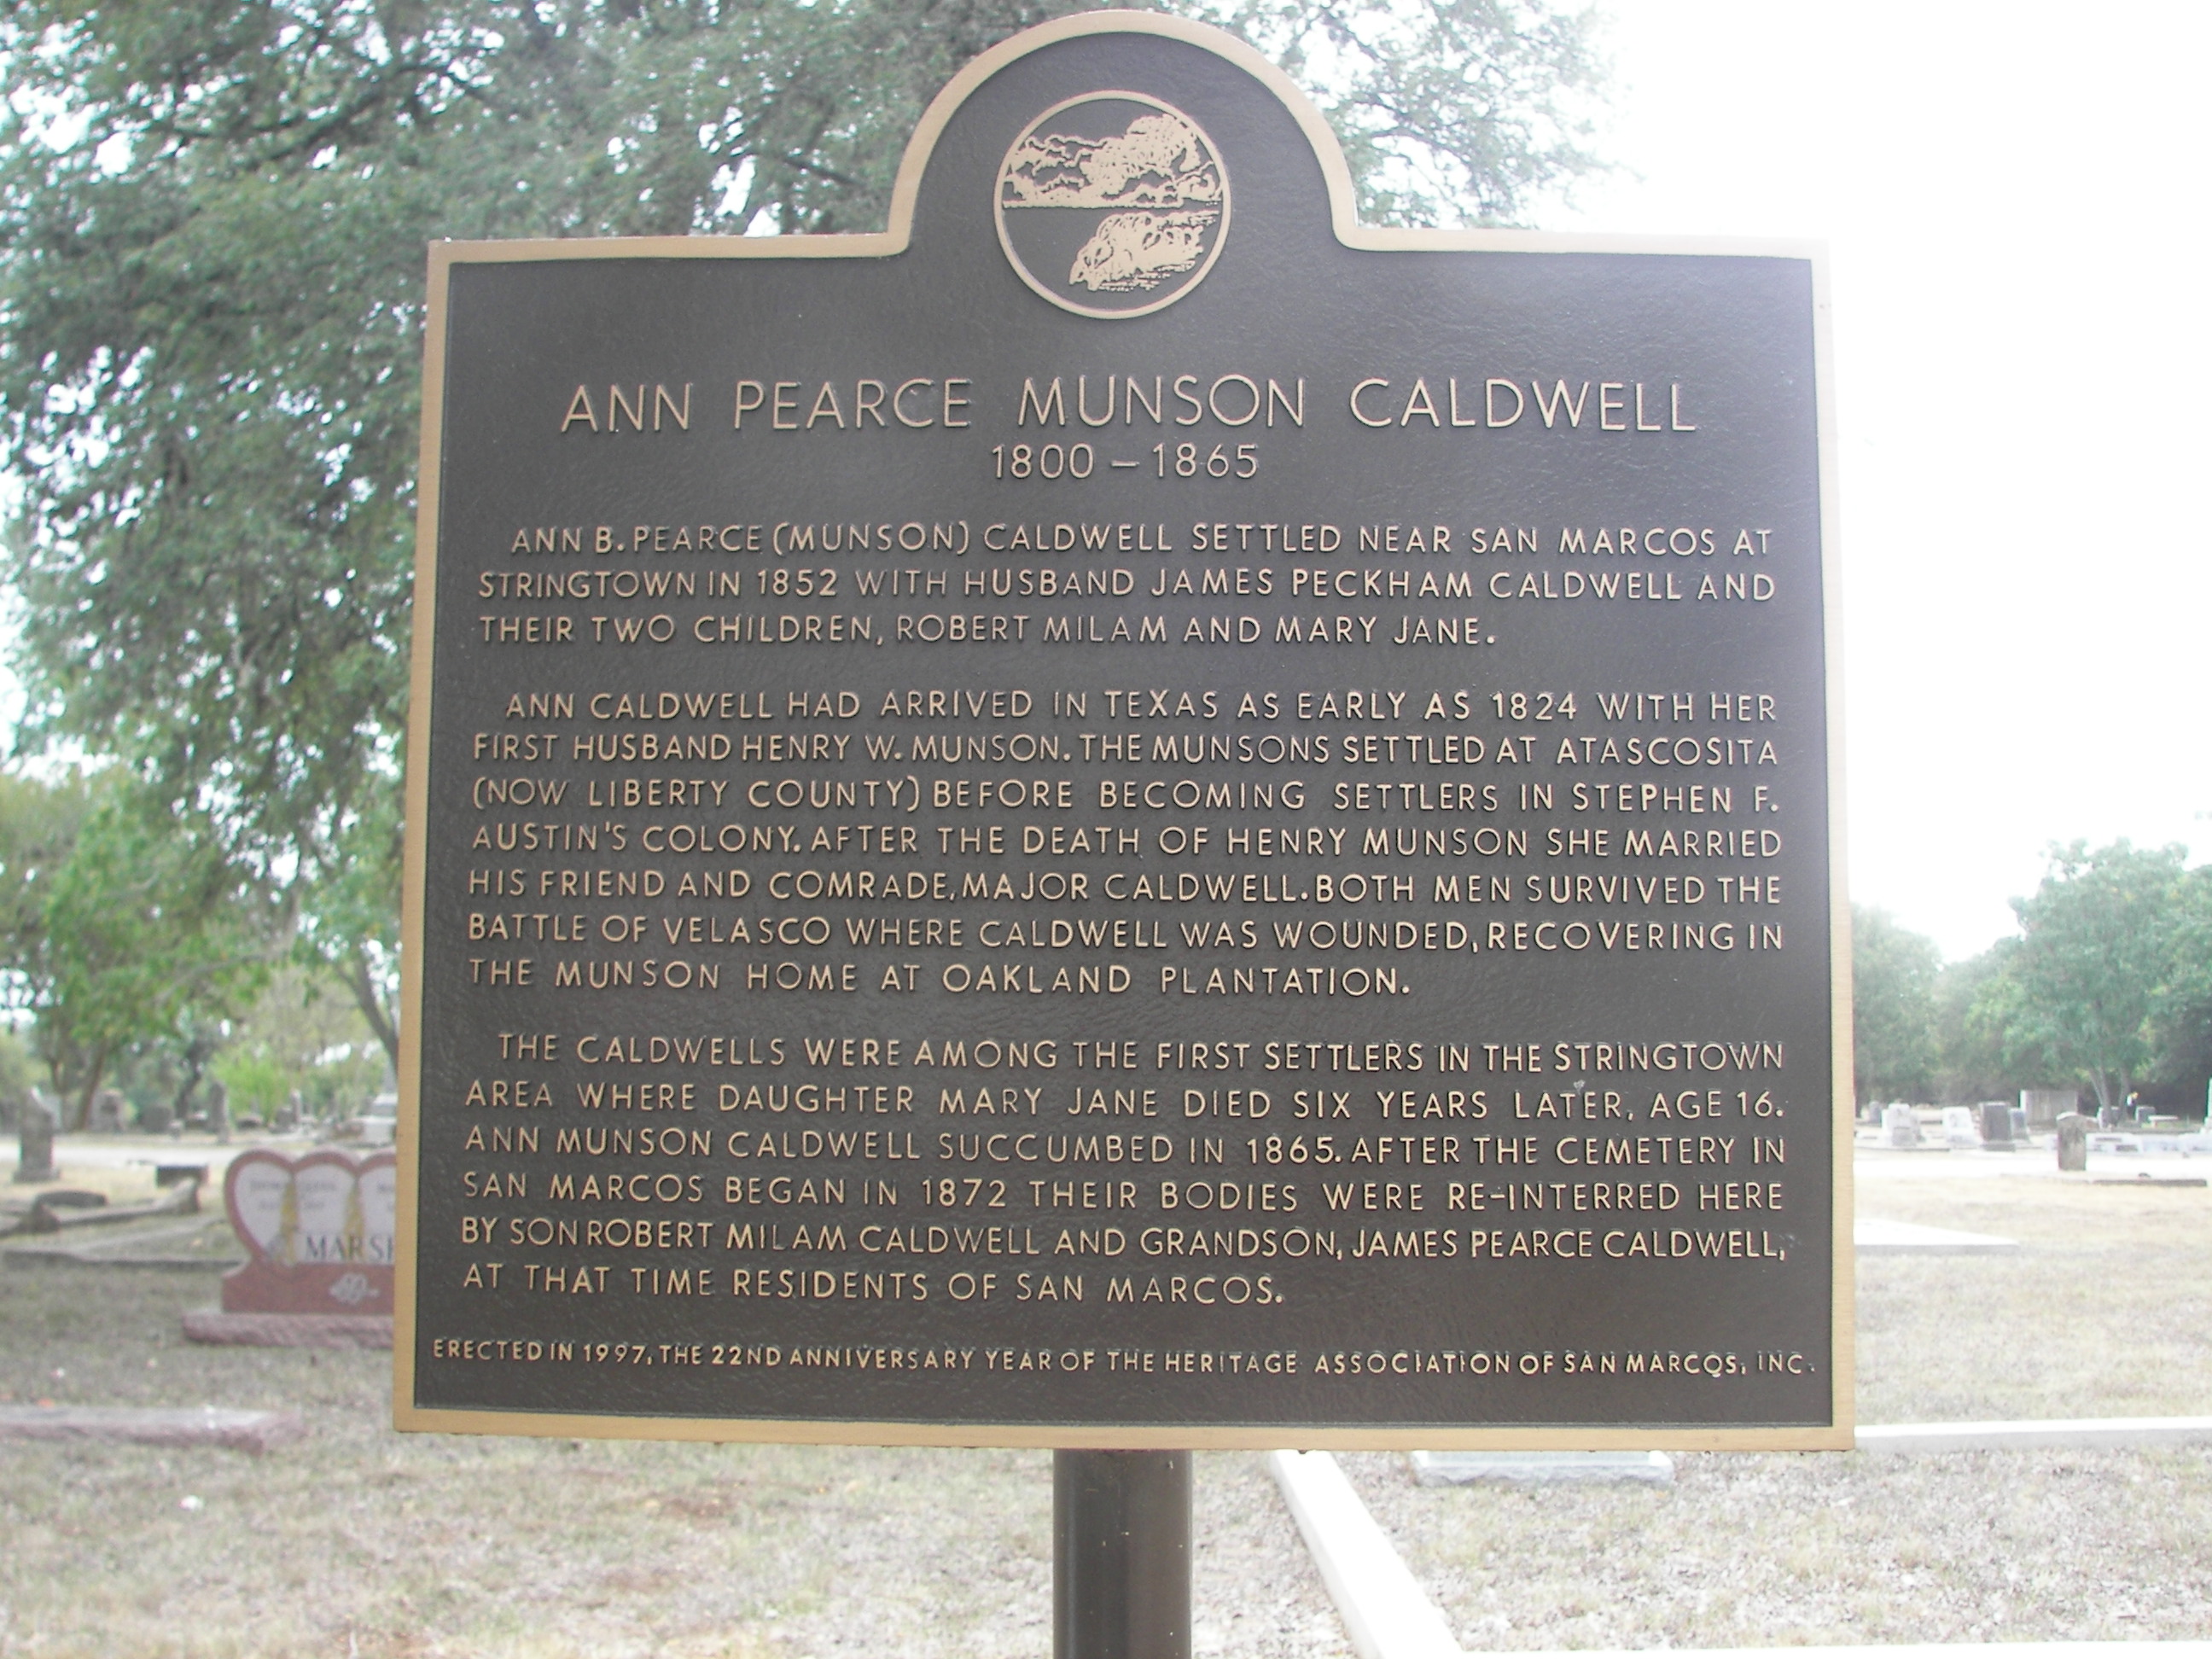 ANN PEARCE MUNSON CALDWELL
1800 – 1865
ANN B. PEARCE (MUNSON) CALDWELL SETTLED NEAR SAN MARCOS AT
STRINGTOWN IN 1852 WITH HUSBAND JAMES PECKHAM CALDWELL AND
THEIR TWO CHILDREN, ROBERT MILAM AND MARY JANE.
ANN CALDWELL HAD ARRIVED IN TEXAS AS EARLY AS 1824 WITH HER
FIRST HUSBAND HENRY W. MUNSON. THE MUNSONS SETTLED AT ATASCOSITA
(NOW LIBERTY COUNTY) BEFORE BECOMING SETTLERS IN STEPHEN F.
AUSTIN'S COLONY. AFTER THE DEATH OF HENRY MUNSON SHE MARRIED
HIS FRIEND AND COMRADE, MAJOR CALDWELL. BOTH MEN SURVIVED THE
BATTLE OF VELASCO WHERE CALDWELL WAS WOUNDED, RECOVERING IN
THE MUNSON HOME AT OAKLAND PLANTATION.
THE CALDWELLS WERE AMONG THE FIRST SETTLERS IN THE STRINGTOWN
AREA WHERE DAUGHTER MARY JANE DIED SIX YEARS LATER, AGE 16.
ANN MUNSON CALDWELL SUCCUMBED IN 1865. AFTER THE CEMETERY IN
SAN MARCOS BEGAN IN 1872 THEIR BODIES WERE RE-INTERRED HERE
BY SON ROBERT MILAM CALDWELL AND GRANDSON, JAMES PEARCE CALDWELL,
AT THAT TIME RESIDENTS OF SAN MARCOS.
ERECTED IN 1997, THE 22ND ANNIVERSARY YEAR OF THE HERITAGE ASSOCIATION OF SAN MARCOS, INC.